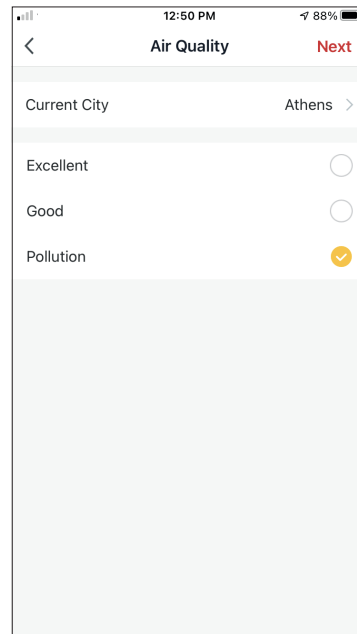 12:50 PM 88%
Air Quality Next
Current City Athens
Excellent
Good
Pollution